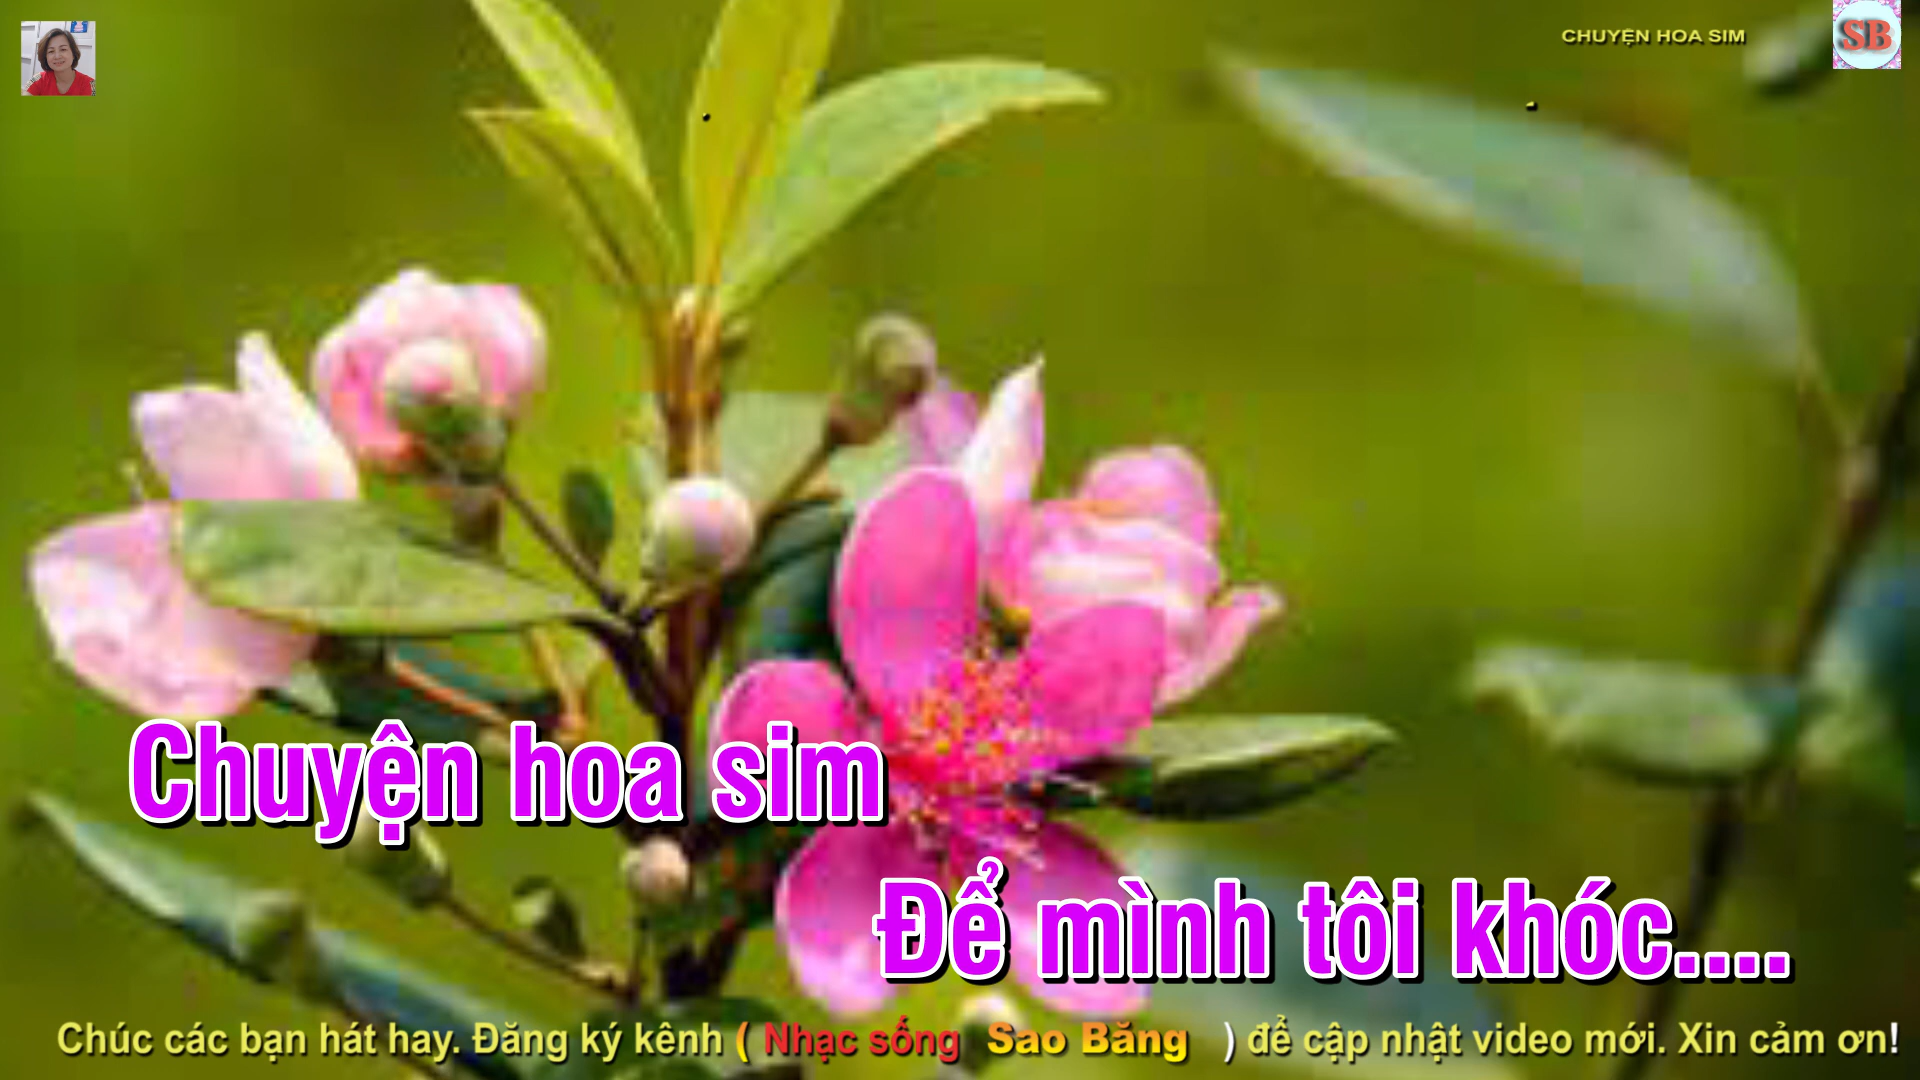 CHUYỆN HOA SIM
SB
Chuyện hoa sim
Để mình tôi khóc....
Chúc các bạn hát hay. Đăng ký kênh ( Nhạc sống Sao Băng ) để cập nhật video mới. Xin cảm ơn!